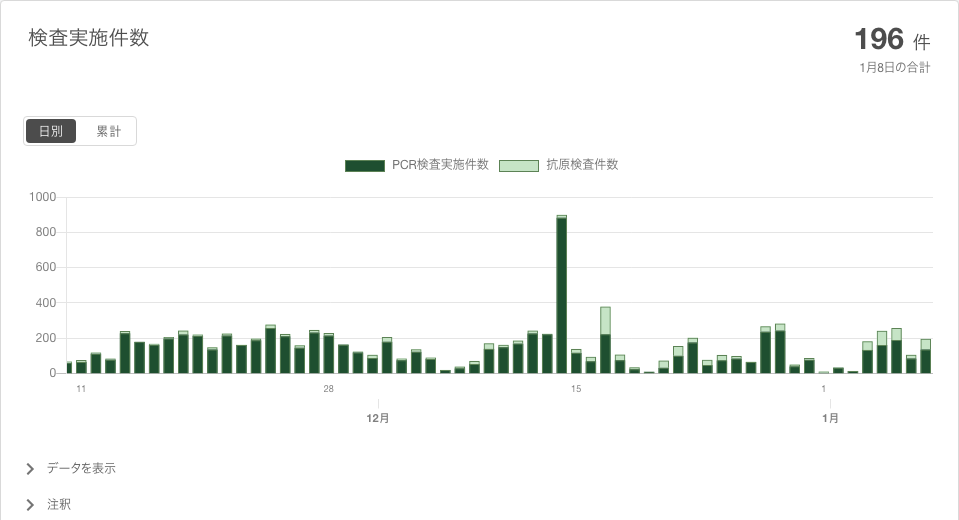 検査実施件数
196 件
1月8日の合計
日別 累計
PCR検査実施件数 抗原検査件数
1000
800
600
400
200
0
11 28 15 1
12月 1月
データを表示
注釈